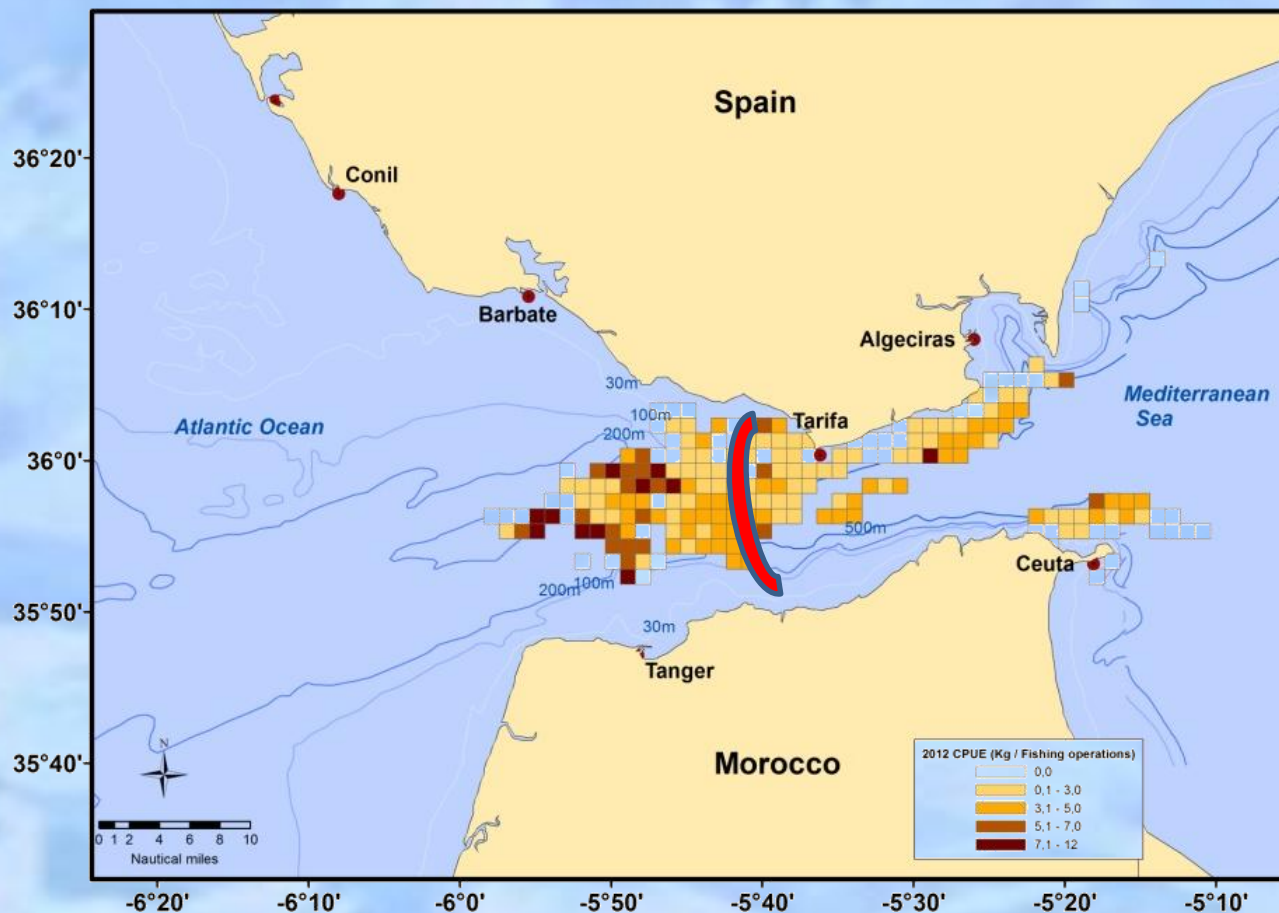 Spain
36°20'
Conil
36°10'
Barbate
Algeciras
30m
Mediterranean
Sea
100m
Atlantic Ocean
200m
Tarifa
36°0'
500m
Ceuta
200m
100m
35°50'
30m
Tanger
N
35°40'
Morocco
2012 CPUE (Kg / Fishing operations)
0,0
0,1 - 3,0
3,1 - 5,0
5,1 - 7,0
7,1 - 12
0 1 2 4 6 8 10
Nautical miles
-6°20' -6°10' -6°0' -5°50' -5°40' -5°30' -5°20' -5°10'